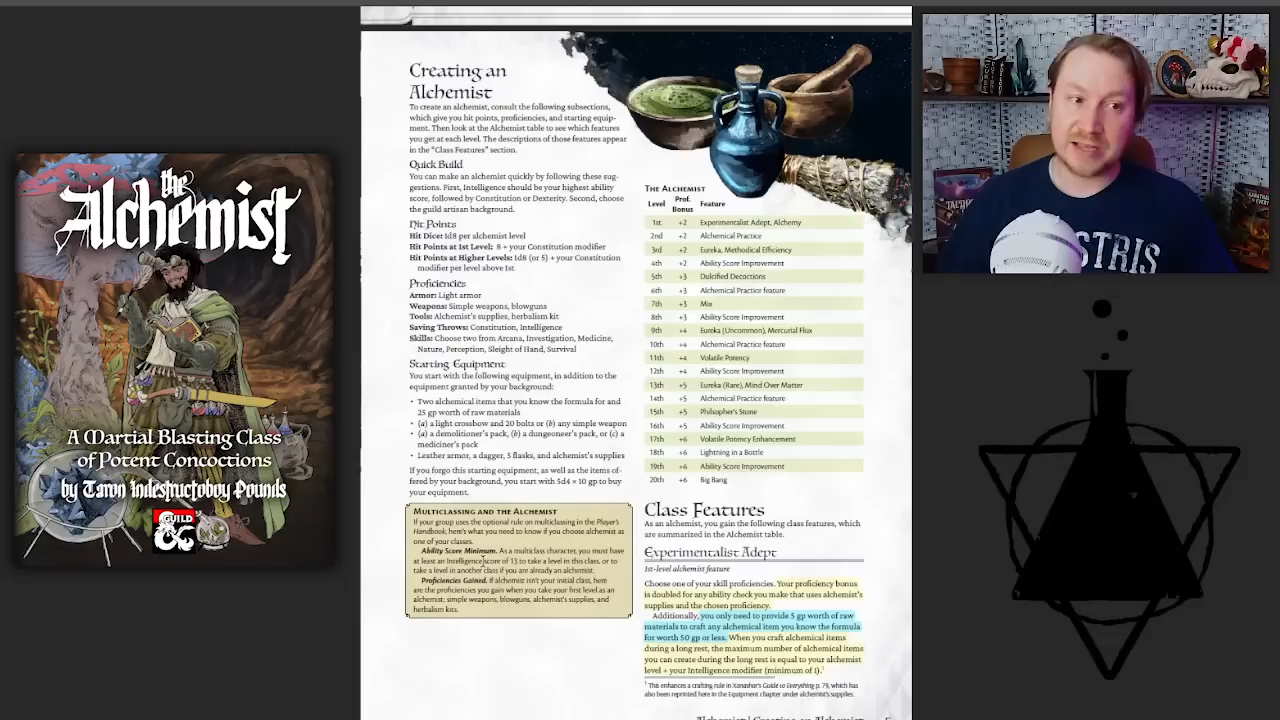 the
Alchemist
A Martial Blasting Class
of Potent Concoctions
by Taron Indestructoboy Pounds
GUILD
Creating an
Alchemist
To create an alchemist, consult the following subsections,
which give you hit points, proficiencies, and starting equip-
ment. Then look at the Alchemist table to see which features
you get at each level. The descriptions of those features appear
in the “Class Features” section.
Quick Build
You can make an alchemist quickly by following these sug-
gestions. First, Intelligence should be your highest ability
score, followed by Constitution or Dexterity. Second, choose
the guild artisan background.
Hit Points
Hit Dice: 1d8 per alchemist level
Hit Points at 1st Level: 8 + your Constitution modifier
Hit Points at Higher Levels: 1d8 (or 5) + your Constitution
modifier per level above 1st
Proficiencies
Armor: Light armor
Weapons: Simple weapons, blowguns
Tools: Alchemist's supplies, herbalism kit
Saving Throws: Constitution, Intelligence
Skills: Choose two from Arcana, Investigation, Medicine,
Nature, Perception, Sleight of Hand, Survival
Starting Equipment
You start with the following equipment, in addition to the
equipment granted by your background:
• Two alchemical items that you know the formula for and
25 gp worth of raw materials
• (a) a light crossbow and 20 bolts or (b) any simple weapon
• (a) a demolitioner's pack, (b) a dungeoneer's pack, or (c) a
mediciner's pack
• Leather armor, a dagger, 5 flasks, and alchemist's supplies
If you forgo this starting equipment, as well as the items of-
fered by your background, you start with 5d4 × 10 gp to buy
your equipment.
Multiclassing and the Alchemist
If your group uses the optional rule on multiclassing in the Player's
Handbook, here's what you need to know if you choose alchemist as
one of your classes.
Ability Score Minimum. As a multiclass character, you must have
at least an Intelligence score of 13 to take a level in this class, or to
take a level in another class if you are already an alchemist.
Proficiencies Gained. If alchemist isn't your initial class, here
are the proficiencies you gain when you take your first level as an
alchemist: simple weapons, blowguns, alchemist's supplies, and
herbalism kits.
The Alchemist
Level Prof. Bonus Feature
1st +2 Experimentalist Adept, Alchemy
2nd +2 Alchemical Practice
3rd +2 Eureka, Methodical Efficiency
4th +2 Ability Score Improvement
5th +3 Dulcified Decoctions
6th +3 Alchemical Practice feature
7th +3 Mix
8th +3 Ability Score Improvement
9th +4 Eureka (Uncommon), Mercurial Flux
10th +4 Alchemical Practice feature
11th +4 Volatile Potency
12th +4 Ability Score Improvement
13th +5 Eureka (Rare), Mind Over Matter
14th +5 Alchemical Practice feature
15th +5 Philsopher's Stone
16th +5 Ability Score Improvement
17th +6 Volatile Potency Enhancement
18th +6 Lightning in a Bottle
19th +6 Ability Score Improvement
20th +6 Big Bang
Class Features
As an alchemist, you gain the following class features, which
are summarized in the Alchemist table.
Experimentalist Adept
1st-level alchemist feature
Choose one of your skill proficiencies. Your proficiency bonus
is doubled for any ability check you make that uses alchemist's
supplies and the chosen proficiency.
Additionally, you only need to provide 5 gp worth of raw
materials to craft any alchemical item you know the formula
for worth 50 gp or less. When you craft alchemical items
during a long rest, the maximum number of alchemical items
you can create during the long rest is equal to your alchemist
level + your Intelligence modifier (minimum of 1).¹
¹ This enhances a crafting rule in Xanathar's Guide to Everything p. 79, which has
also been reprinted here in the Equipment chapter under alchemist's supplies.
Alchemist | Creating an Alchemist
STRIS